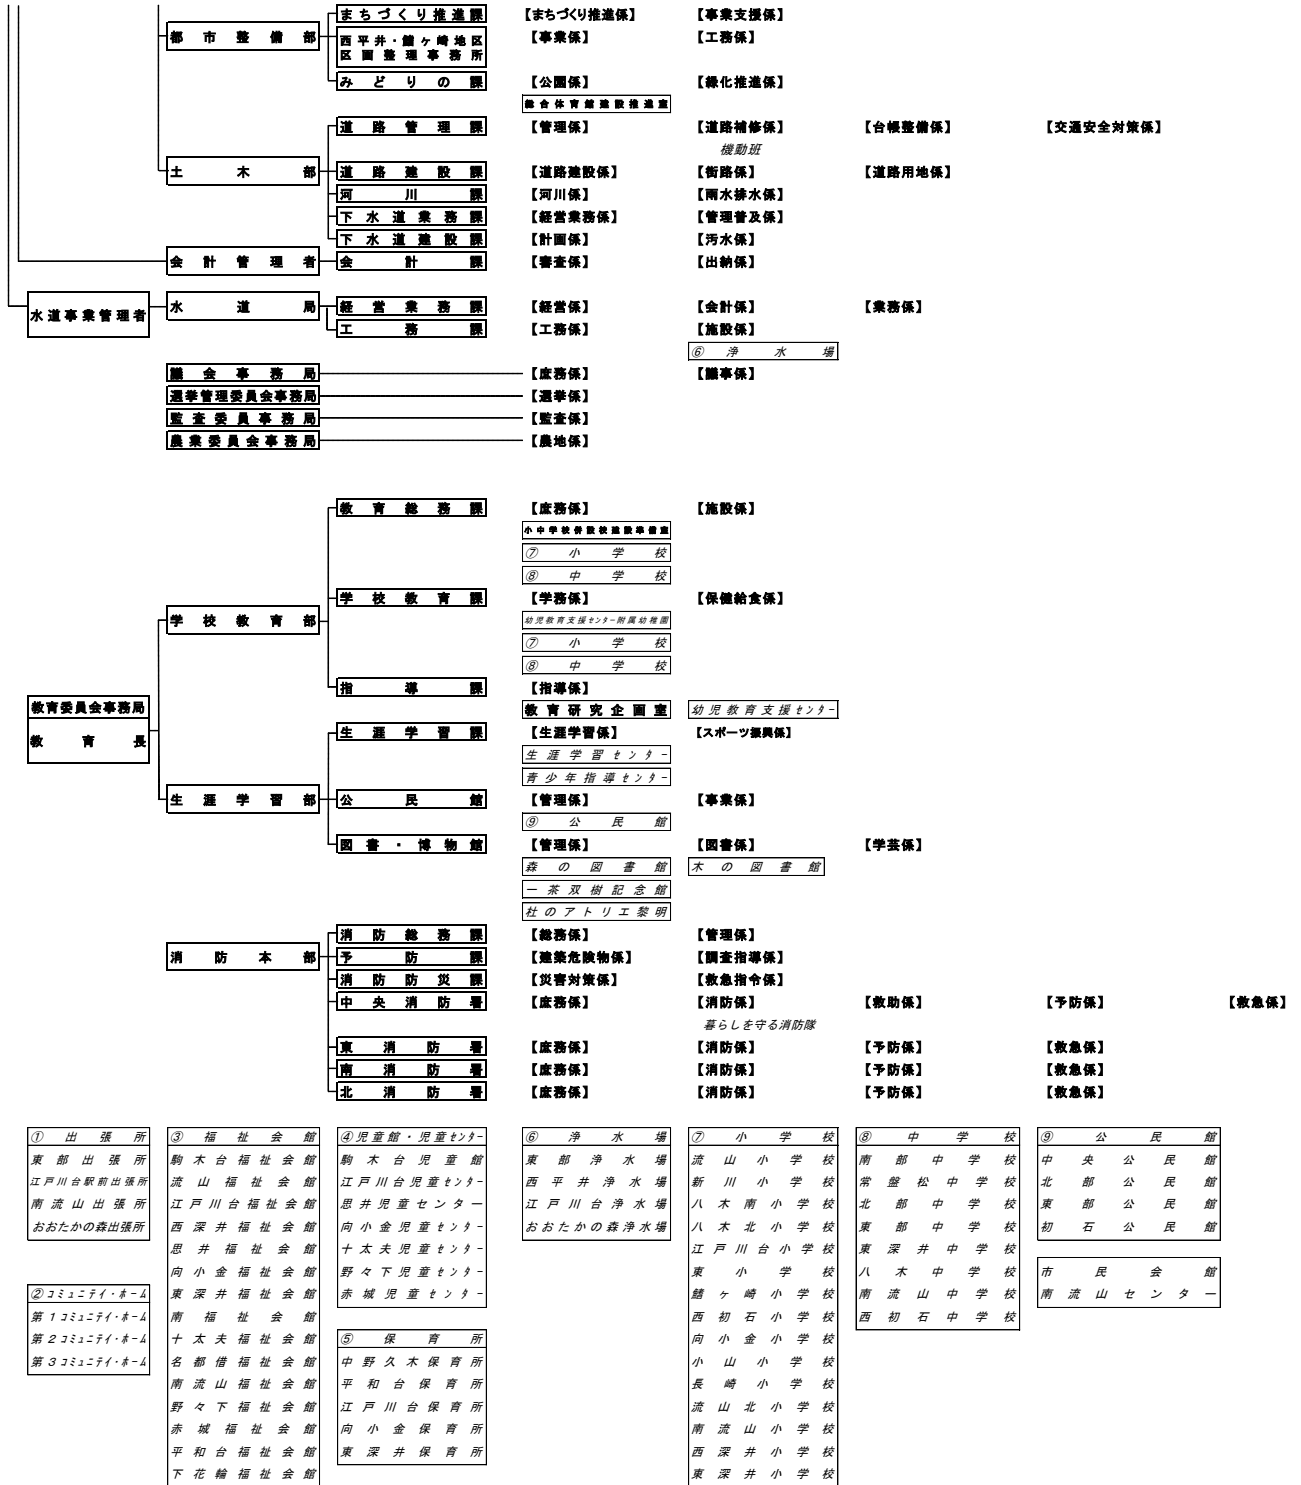 まちづくり推進課 【まちづくり推進係】 【事業支援係】
都市整備部 西平井・鰭ヶ崎地区 【事業係】 【工務係】
区画整理事務所
みどりの課 【公園係】 【緑化推進係】
総合体育館建設推進室
道路管理課 【管理係】 【道路補修係】 【台帳整備係】 【交通安全対策係】
機動班
土木部 道路建設課 【道路建設係】 【街路係】 【道路用地係】
河川課 【河川係】 【雨水排水係】
下水道業務課 【経営業務係】 【管理普及係】
下水道建設課 【計画係】 【汚水係】
会計管理者 会計課 【審査係】 【出納係】
水道事業管理者 水道局 経営業務課 【経営係】 【会計係】 【業務係】
工務課 【工務係】 【施設係】
⑥ 浄水場
議会事務局 【庶務係】 【議事係】
選挙管理委員会事務局 【選挙係】
監査委員事務局 【監査係】
農業委員会事務局 【農地係】
教育総務課 【庶務係】 【施設係】
小中学校併設校建設準備室
⑦ 小学校
⑧ 中学校
学校教育部 学校教育課 【学務係】 【保健給食係】
幼児教育支援センター附属幼稚園
⑦ 小学校
⑧ 中学校
指導課 【指導係】
教育委員会事務局 教育研究企画室 幼児教育支援センター
教育長 生涯学習課 【生涯学習係】 【スポーツ振興係】
生涯学習センター
青少年指導センター
生涯学習部 公民館 【管理係】 【事業係】
⑨ 公民館
図書・博物館 【管理係】 【図書係】 【学芸係】
森の図書館 木の図書館
一茶双樹記念館
杜のアトリエ黎明
消防総務課 【総務係】 【管理係】
消防本部 予防課 【建築危険物係】 【調査指導係】
消防防災課 【災害対策係】 【救急指令係】
中央消防署 【庶務係】 【消防係】 【救助係】 【予防係】 【救急係】
暮らしを守る消防隊
東消防署 【庶務係】 【消防係】 【予防係】 【救急係】
南消防署 【庶務係】 【消防係】 【予防係】 【救急係】
北消防署 【庶務係】 【消防係】 【予防係】 【救急係】
① 出張所
東部出張所
江戸川台駅前出張所
南流山出張所
おおたかの森出張所
②コミュニティ・ホーム
第1コミュニティ・ホーム
第2コミュニティ・ホーム
第3コミュニティ・ホーム
③ 福祉会館
駒木台福祉会館
流山福祉会館
江戸川台福祉会館
西深井福祉会館
思井福祉会館
向小金福祉会館
東深井福祉会館
南福祉会館
十太夫福祉会館
名都借福祉会館
南流山福祉会館
野々下福祉会館
赤城福祉会館
平和台福祉会館
下花輪福祉会館
④児童館・児童センター
駒木台児童館
江戸川台児童センター
思井児童センター
向小金児童センター
十太夫児童センター
野々下児童センター
赤城児童センター
⑤ 保育所
中野久木保育所
平和台保育所
江戸川台保育所
向小金保育所
東深井保育所
⑥ 浄水場
東部浄水場
西平井浄水場
江戸川台浄水場
おおたかの森浄水場
⑦ 小学校
流山小学校
新川小学校
八木南小学校
八木北小学校
江戸川台小学校
東小学校
鰭ヶ崎小学校
西初石小学校
向小金小学校
小山小学校
長崎小学校
流山北小学校
南流山小学校
西深井小学校
東深井小学校
⑧ 中学校
南部中学校
常盤松中学校
北部中学校
東部中学校
東深井中学校
八木中学校
南流山中学校
西初石中学校
⑨ 公民館
中央公民館
北部公民館
東部公民館
初石公民館
市民会館
南流山センター